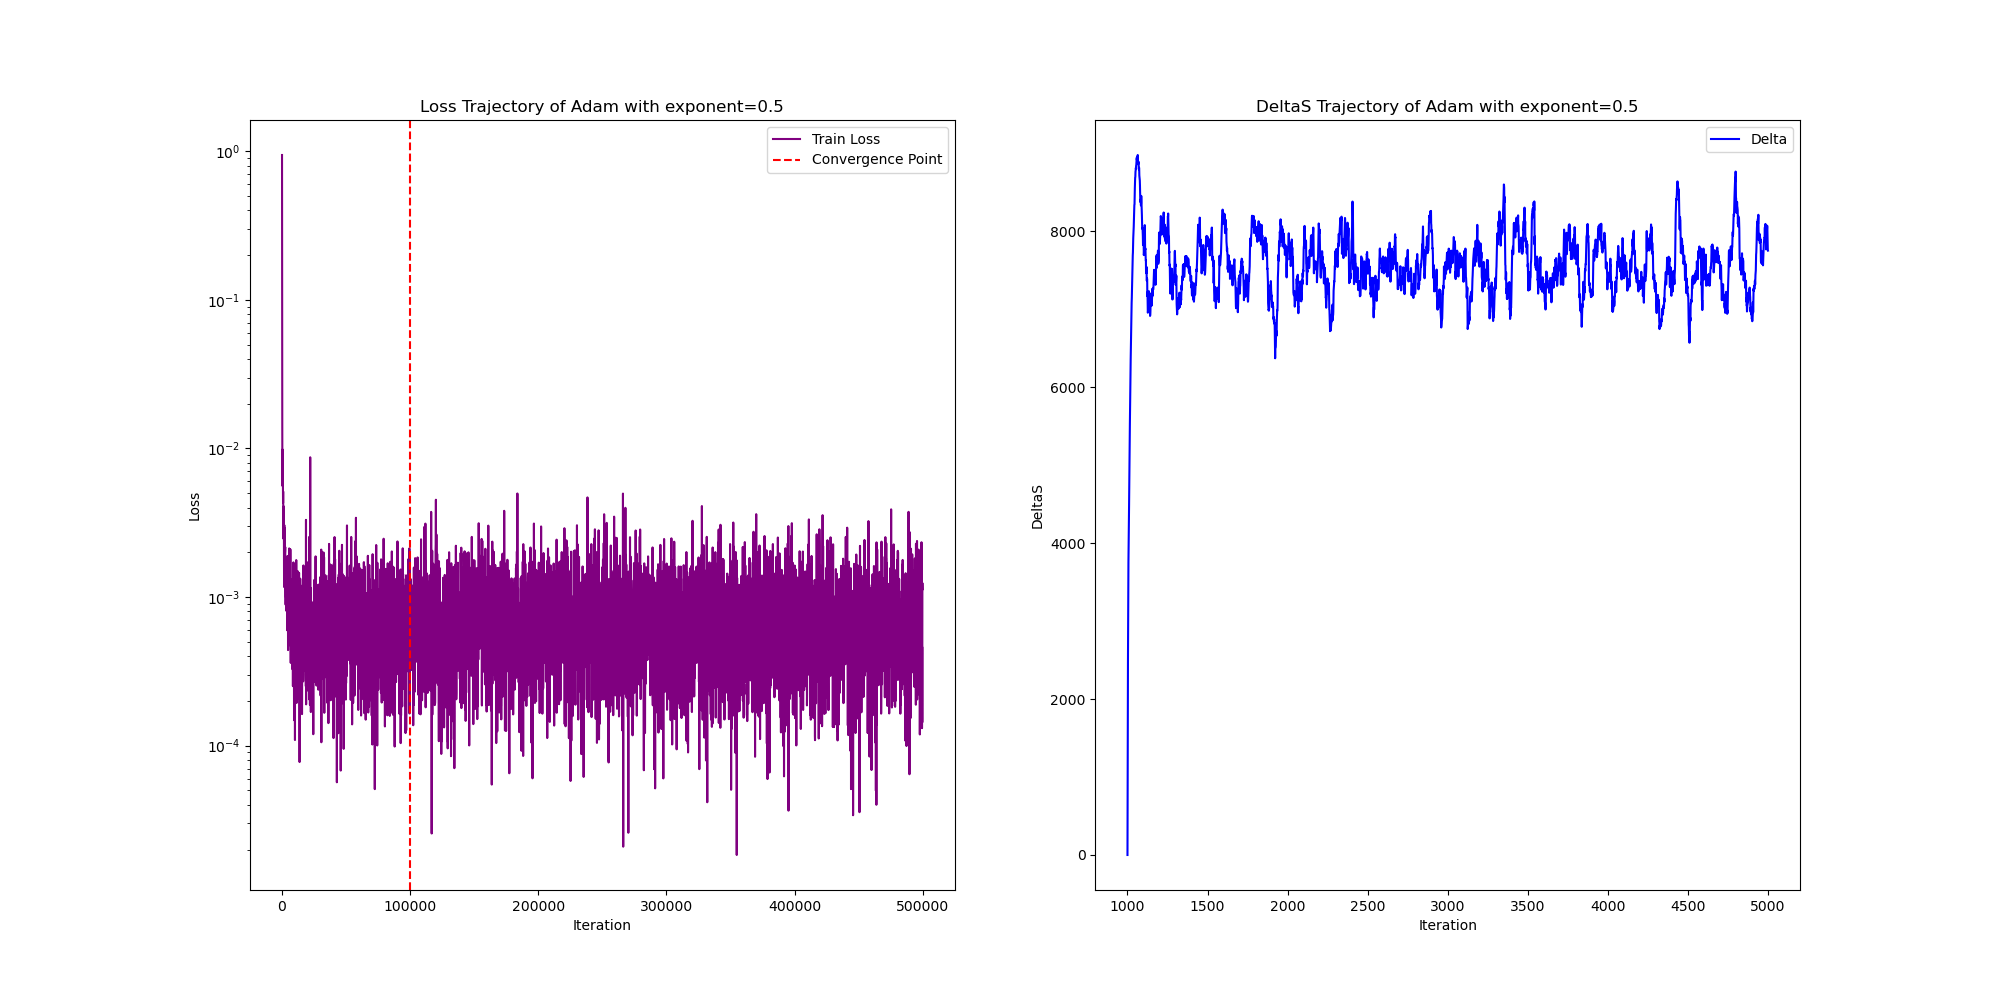 Loss Trajectory of Adam with exponent=0.5
Train Loss
Convergence Point
10^0
10^-1
10^-2
10^-3
10^-4
Loss
0
100000
200000
300000
400000
500000
Iteration
DeltaS Trajectory of Adam with exponent=0.5
Delta
8000
6000
4000
2000
0
DeltaS
1000
1500
2000
2500
3000
3500
4000
4500
5000
Iteration